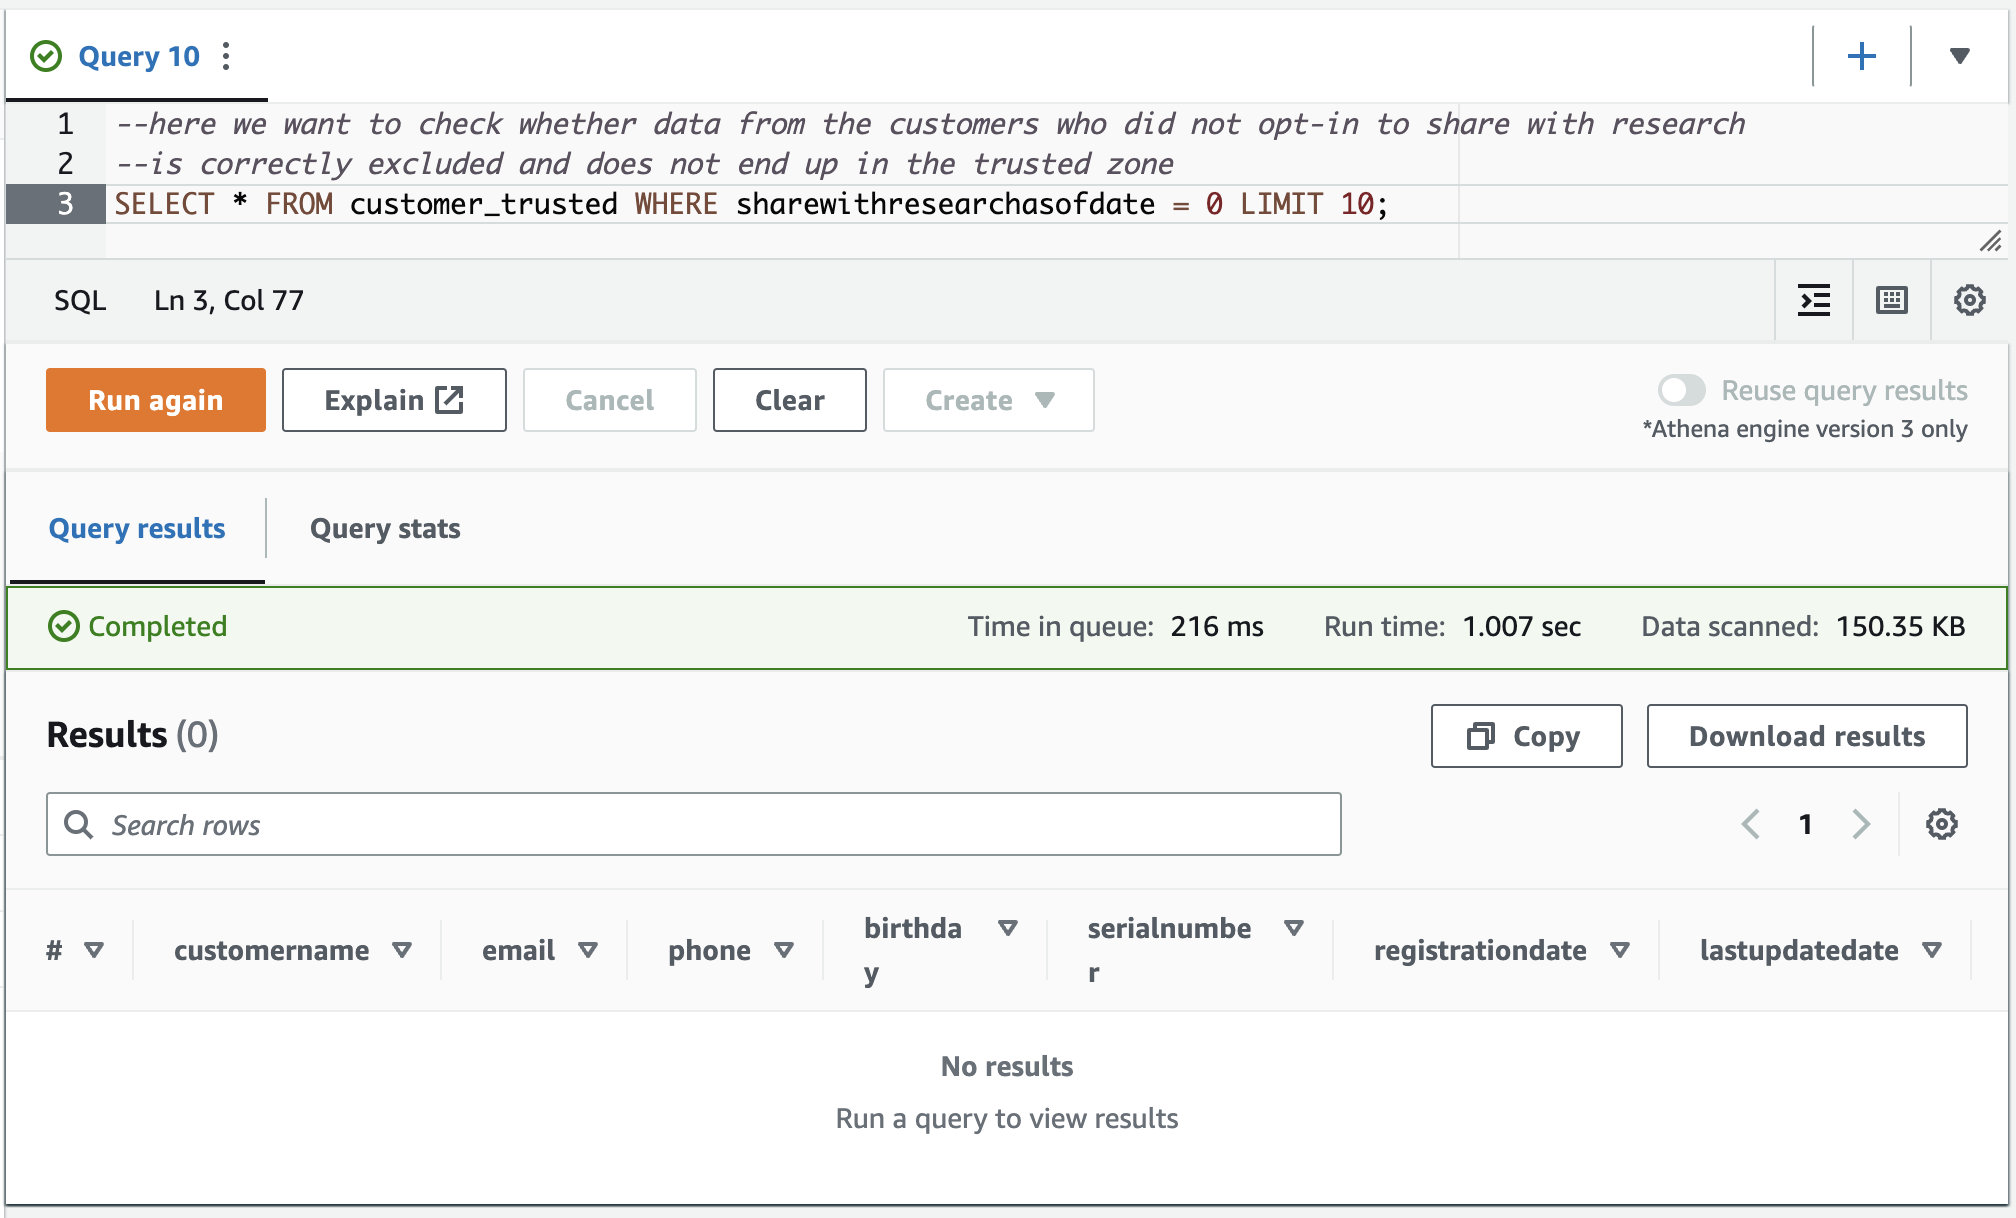 Query 10
1 --here we want to check whether data from the customers who did not opt-in to share with research
2 --is correctly excluded and does not end up in the trusted zone
3 SELECT * FROM customer_trusted WHERE sharewithresearchasofdate = 0 LIMIT 10;
SQL Ln 3, Col 77
Run again Explain Cancel Clear Create Reuse query results
*Athena engine version 3 only
Query results Query stats
Completed Time in queue: 216 ms Run time: 1.007 sec Data scanned: 150.35 KB
Results (0) Copy Download results
Search rows 1
# customername email phone birthda
y serialnumbe
r registrationdate lastupdatedate
No results
Run a query to view results